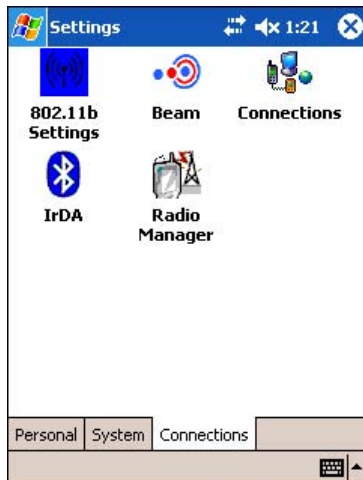 Settings 1:21
802.11b Settings
Beam
Connections
IrDA
Radio Manager
Personal System Connections